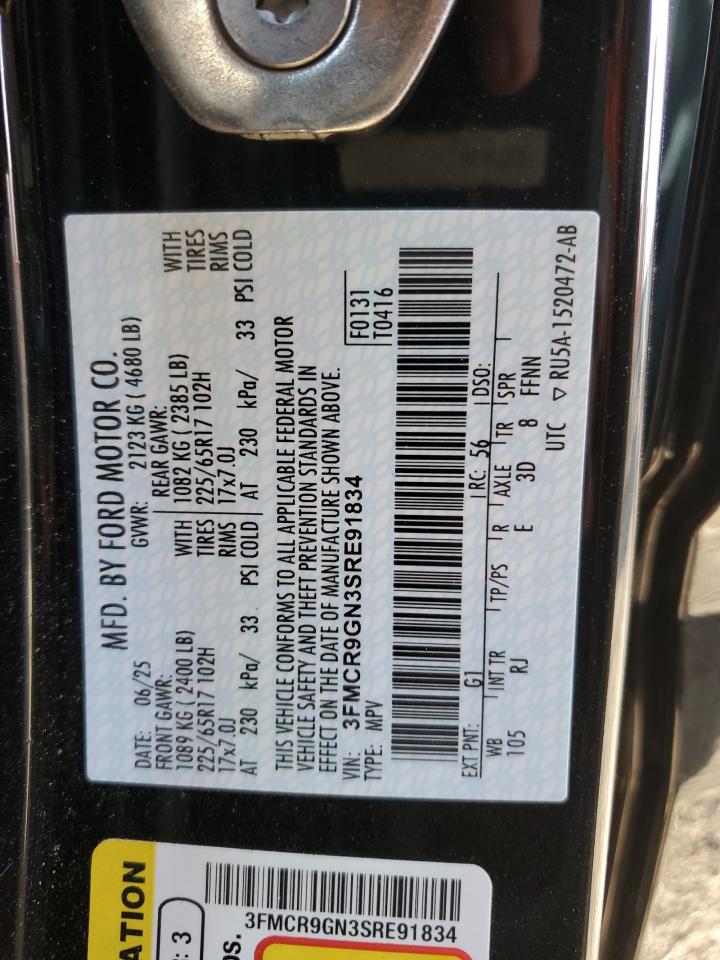 MFD. BY FORD MOTOR CO.
DATE: 06/25 GVWR: 2123 KG ( 4680 LB)
FRONT GAWR: REAR GAWR:
1089 KG ( 2400 LB) WITH 1082 KG ( 2385 LB) WITH
225/65R17 102H TIRES 225/65R17 102H TIRES
17x7.0J RIMS 17x7.0J RIMS
AT 230 kPa/ 33 PSI COLD AT 230 kPa/ 33 PSI COLD
THIS VEHICLE CONFORMS TO ALL APPLICABLE FEDERAL MOTOR
VEHICLE SAFETY AND THEFT PREVENTION STANDARDS IN
EFFECT ON THE DATE OF MANUFACTURE SHOWN ABOVE.
VIN: 3FMCR9GN3SRE91834 F0131
TYPE: MPV T0416
EXT PNT: G1 RC: 56 DSO:
WB INT TR TP/PS R AXLE TR SPR
105 RJ E 3D 8 FFNN
UTC ▽ RU5A-1520472-AB
ATION
: 3
3FMCR9GN3SRE91834
os.